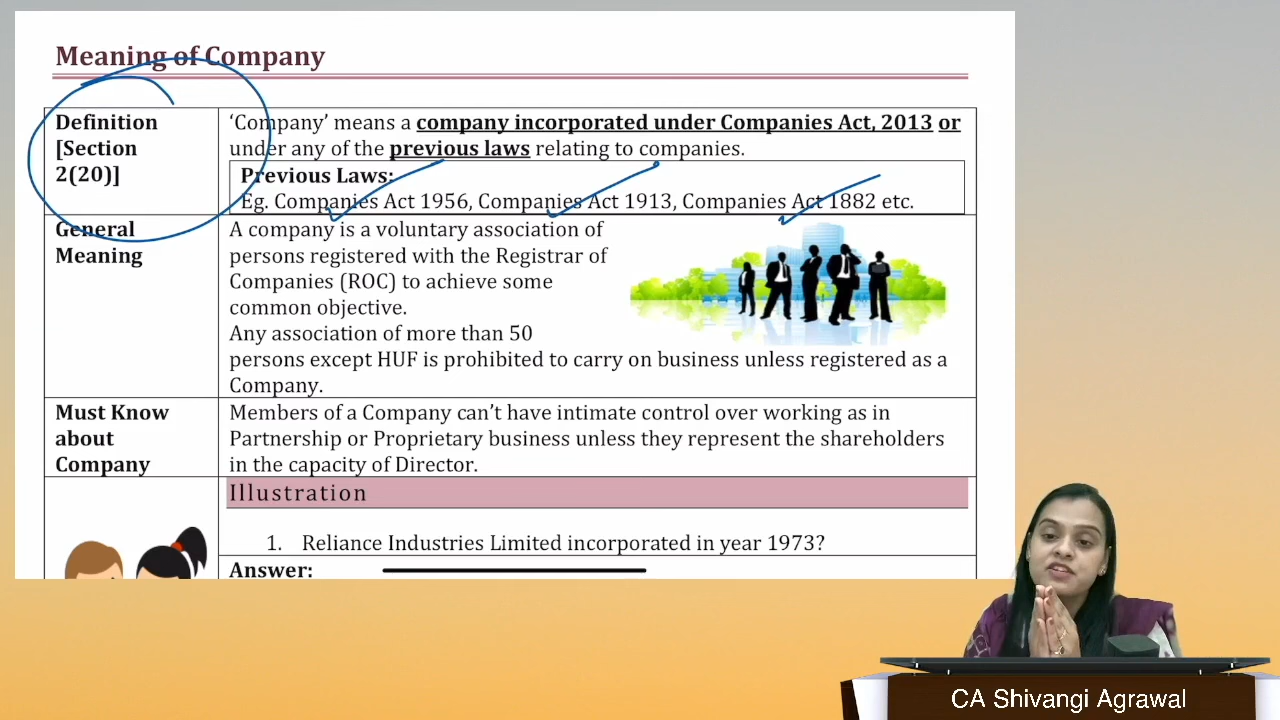 Meaning of Company
Definition
[Section
2(20)]
‘Company’ means a company incorporated under Companies Act, 2013 or
under any of the previous laws relating to companies.
Previous Laws:
Eg. Companies Act 1956, Companies Act 1913, Companies Act 1882 etc.
General
Meaning
A company is a voluntary association of
persons registered with the Registrar of
Companies (ROC) to achieve some
common objective.
Any association of more than 50
persons except HUF is prohibited to carry on business unless registered as a
Company.
Must Know
about
Company
Members of a Company can’t have intimate control over working as in
Partnership or Proprietary business unless they represent the shareholders
in the capacity of Director.
Illustration
1. Reliance Industries Limited incorporated in year 1973?
Answer:
CA Shivangi Agrawal